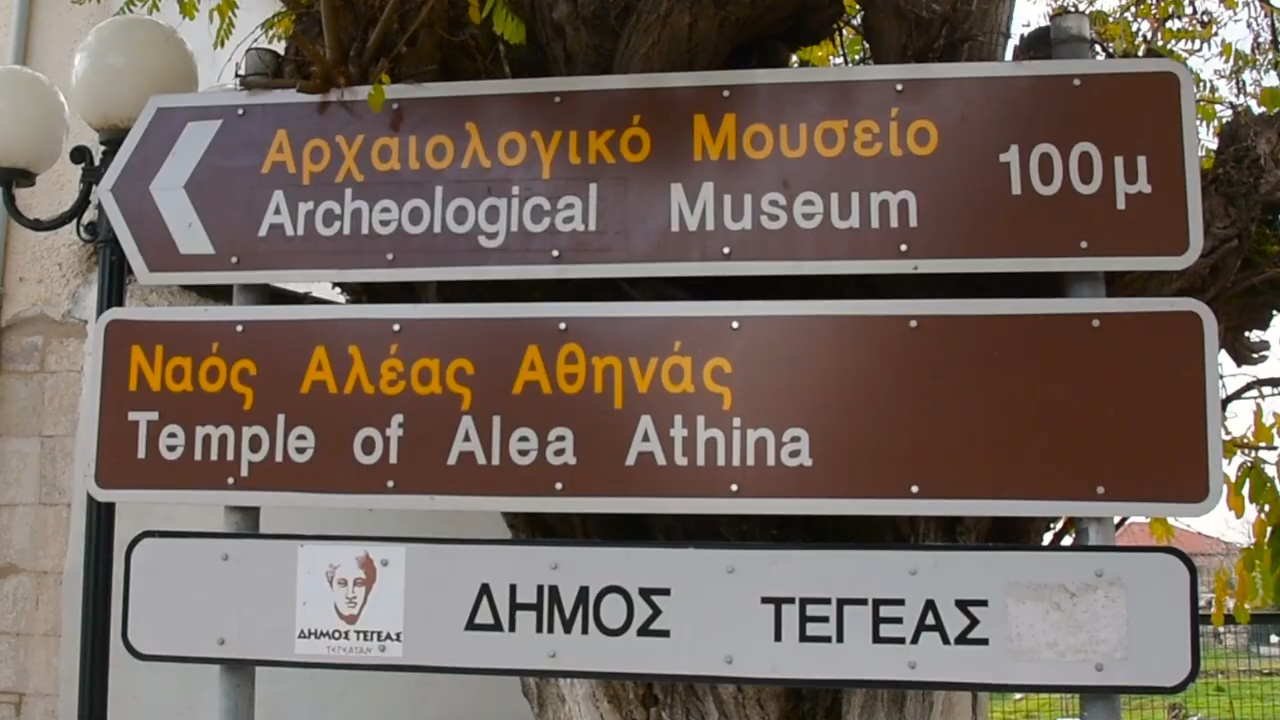 Αρχαιολογικό Μουσείο
Archeological Museum
100μ
Ναός Αλέας Αθηνάς
Temple of Alea Athina
ΔΗΜΟΣ ΤΕΓΕΑΣ
ΔΗΜΟΣ ΤΕΓΕΑΣ